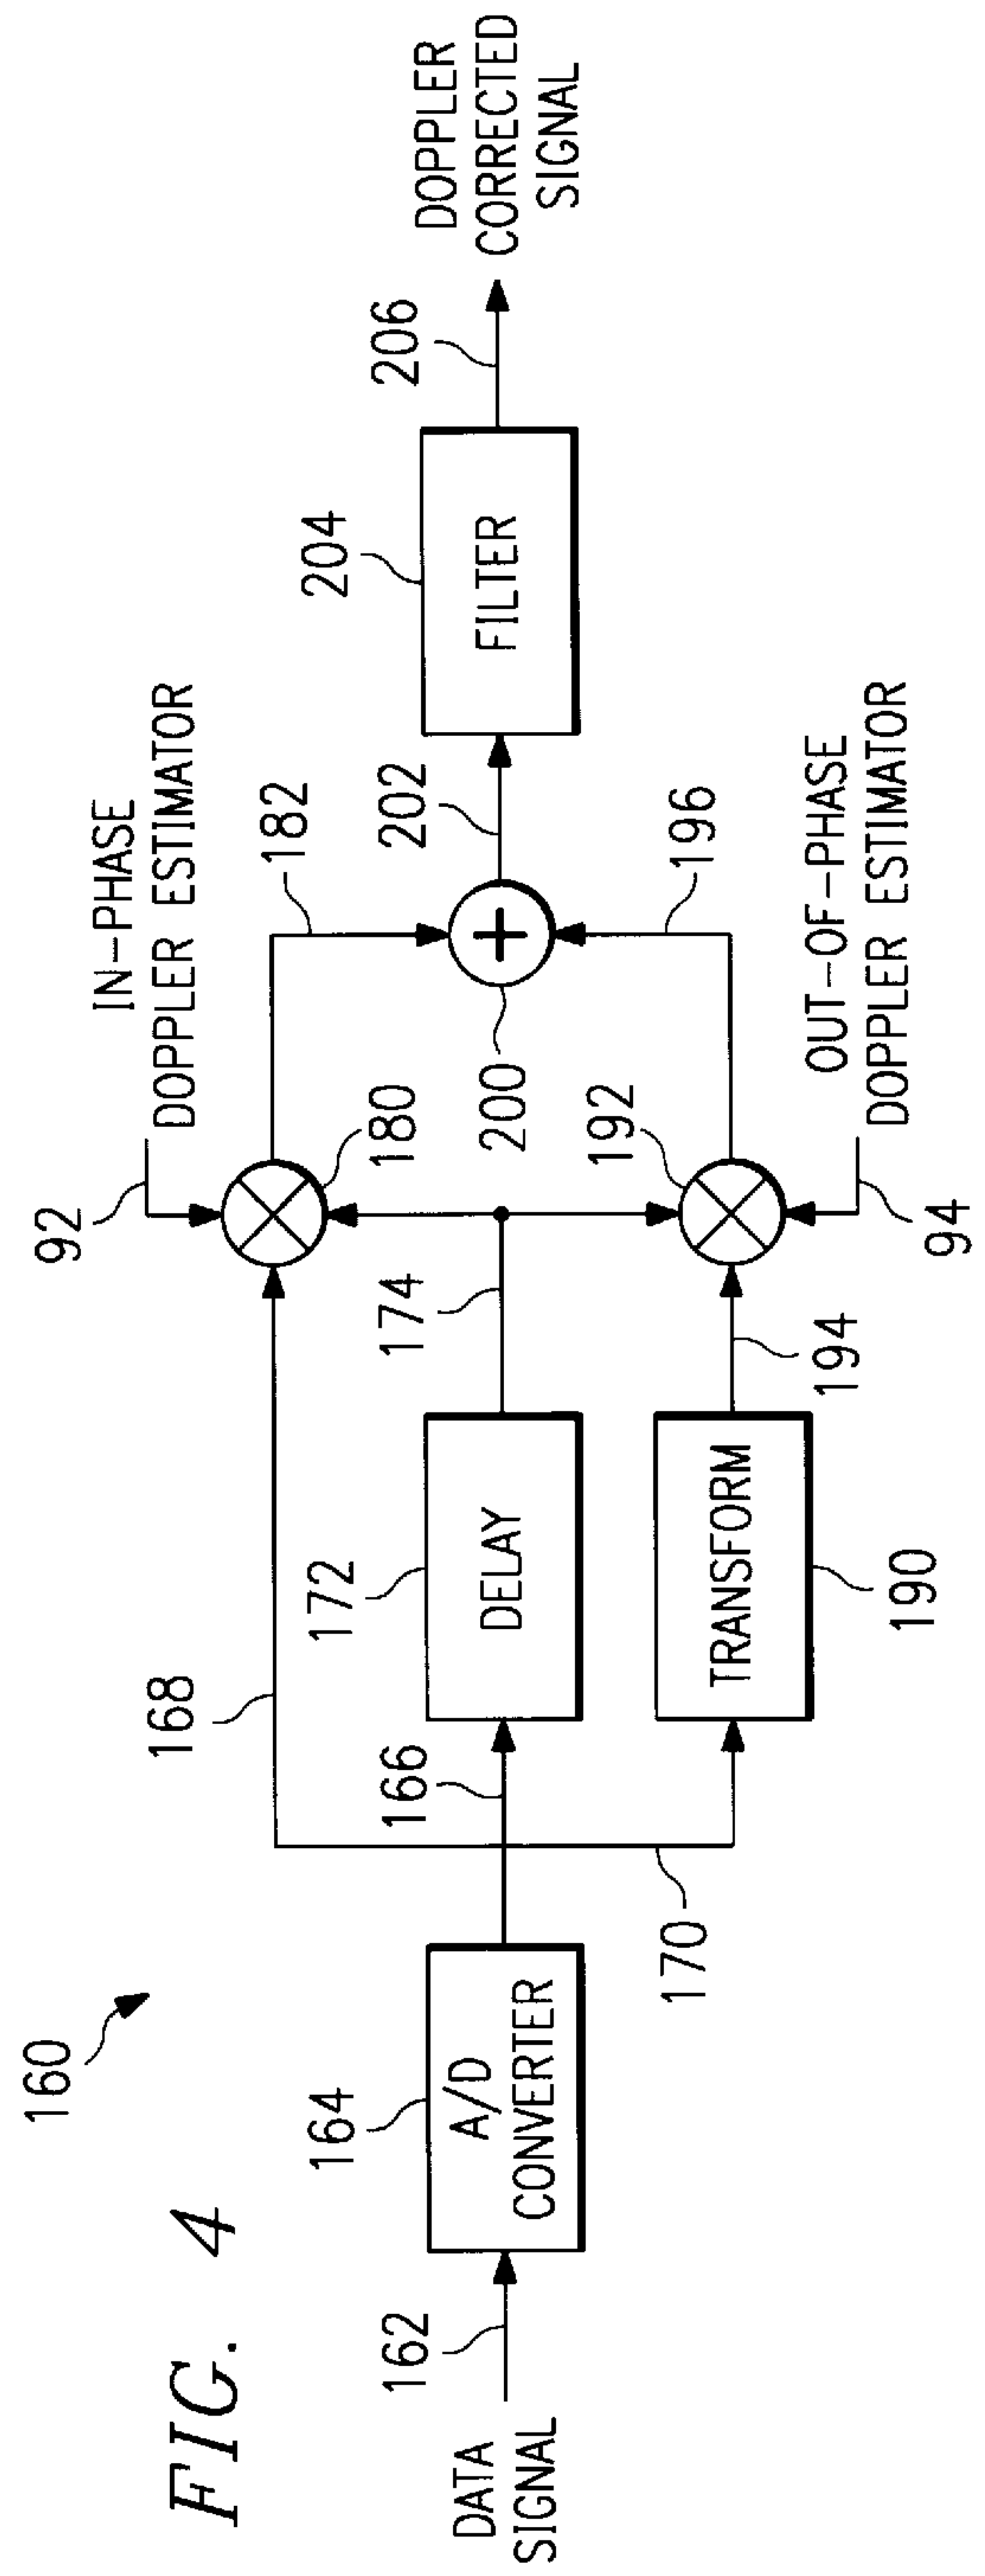 FIG. 4
160
DATA
SIGNAL
162
164
A/D
CONVERTER
166
168
170
172
DELAY
174
190
TRANSFORM
194
92
IN-PHASE
DOPPLER ESTIMATOR
180
182
192
94
OUT-OF-PHASE
DOPPLER ESTIMATOR
196
200
+
202
204
FILTER
206
DOPPLER
CORRECTED
SIGNAL